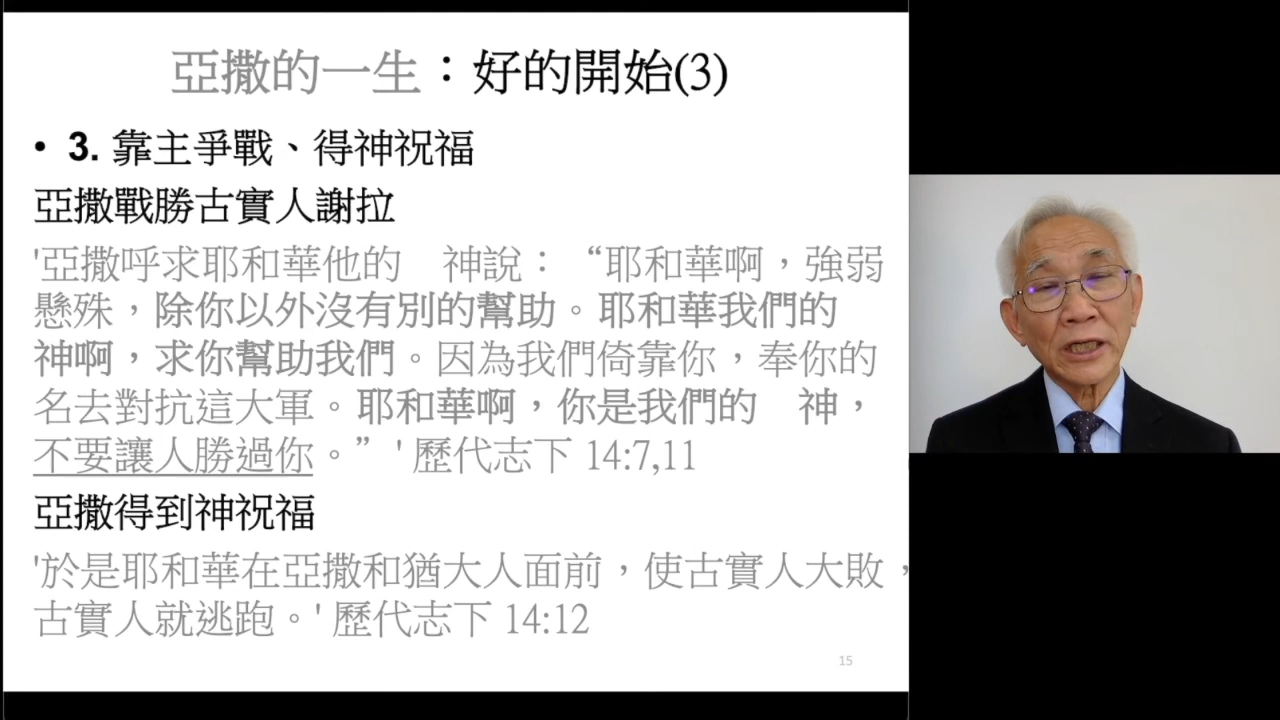 亞撒的一生：好的開始(3)
• 3. 靠主爭戰、得神祝福
亞撒戰勝古實人謝拉
'亞撒呼求耶和華他的　神說：“耶和華啊，強弱
懸殊，除你以外沒有別的幫助。耶和華我們的
神啊，求你幫助我們。因為我們倚靠你，奉你的
名去對抗這大軍。耶和華啊，你是我們的　神，
不要讓人勝過你。” ' 歷代志下 14:7,11
亞撒得到神祝福
'於是耶和華在亞撒和猶大人面前，使古實人大敗，
古實人就逃跑。' 歷代志下 14:12
15